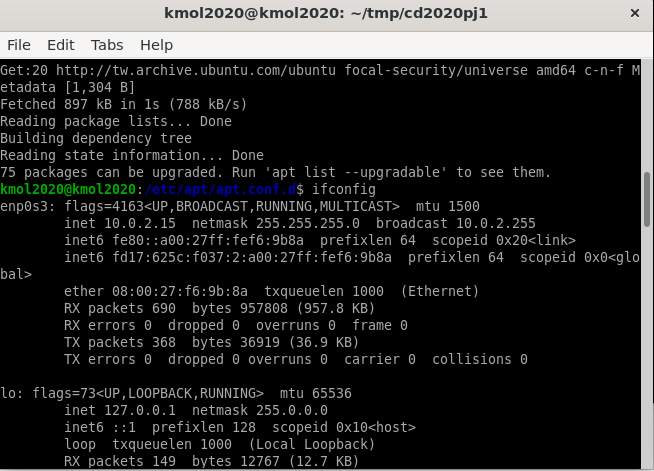 kmol2020@kmol2020: ~/tmp/cd2020pj1
File Edit Tabs Help
Get:20 http://tw.archive.ubuntu.com/ubuntu focal-security/universe amd64 c-n-f M
etadata [1,304 B]
Fetched 897 kB in 1s (788 kB/s)
Reading package lists... Done
Building dependency tree
Reading state information... Done
75 packages can be upgraded. Run 'apt list --upgradable' to see them.
kmol2020@kmol2020:/etc/apt/apt.conf.d$ ifconfig
enp0s3: flags=4163<UP,BROADCAST,RUNNING,MULTICAST>  mtu 1500
        inet 10.0.2.15  netmask 255.255.255.0  broadcast 10.0.2.255
        inet6 fe80::a00:27ff:fef6:9b8a  prefixlen 64  scopeid 0x20<link>
        inet6 fd17:625c:f037:2:a00:27ff:fef6:9b8a  prefixlen 64  scopeid 0x0<glo
bal>
        ether 08:00:27:f6:9b:8a  txqueuelen 1000  (Ethernet)
        RX packets 690  bytes 957808 (957.8 KB)
        RX errors 0  dropped 0  overruns 0  frame 0
        TX packets 368  bytes 36919 (36.9 KB)
        TX errors 0  dropped 0 overruns 0  carrier 0  collisions 0

lo: flags=73<UP,LOOPBACK,RUNNING>  mtu 65536
        inet 127.0.0.1  netmask 255.0.0.0
        inet6 ::1  prefixlen 128  scopeid 0x10<host>
        loop  txqueuelen 1000  (Local Loopback)
        RX packets 149  bytes 12767 (12.7 KB)